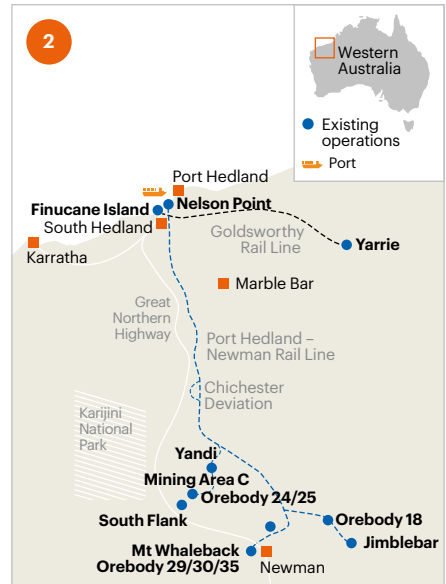 2
Western
Australia
Existing
operations
Port
Port Hedland
Finucane Island
Nelson Point
South Hedland
Goldsworthy
Rail Line
Yarrie
Karratha
Marble Bar
Great
Northern
Highway
Port Hedland –
Newman Rail Line
Chichester
Deviation
Karijini
National
Park
Yandi
Mining Area C
Orebody 24/25
South Flank
Orebody 18
Mt Whaleback
Orebody 29/30/35
Jimblebar
Newman